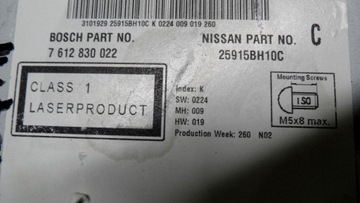 3101929 25915BH10C K 0224 009 019 260
BOSCH PART NO.
7 612 830 022
NISSAN PART NO.
25915BH10C
C
CLASS 1
LASERPRODUCT
Index: K
SW: 0224
MH: 009
HW: 019
Production Week: 260 N02
Mounting Screws
ISO
M5x8 max.